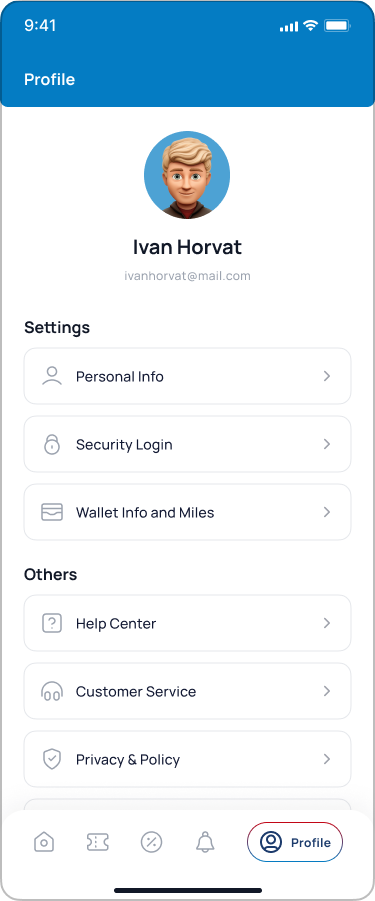 9:41
Profile
Ivan Horvat
ivanhorvat@mail.com
Settings
Personal Info
Security Login
Wallet Info and Miles
Others
Help Center
Customer Service
Privacy & Policy
Profile